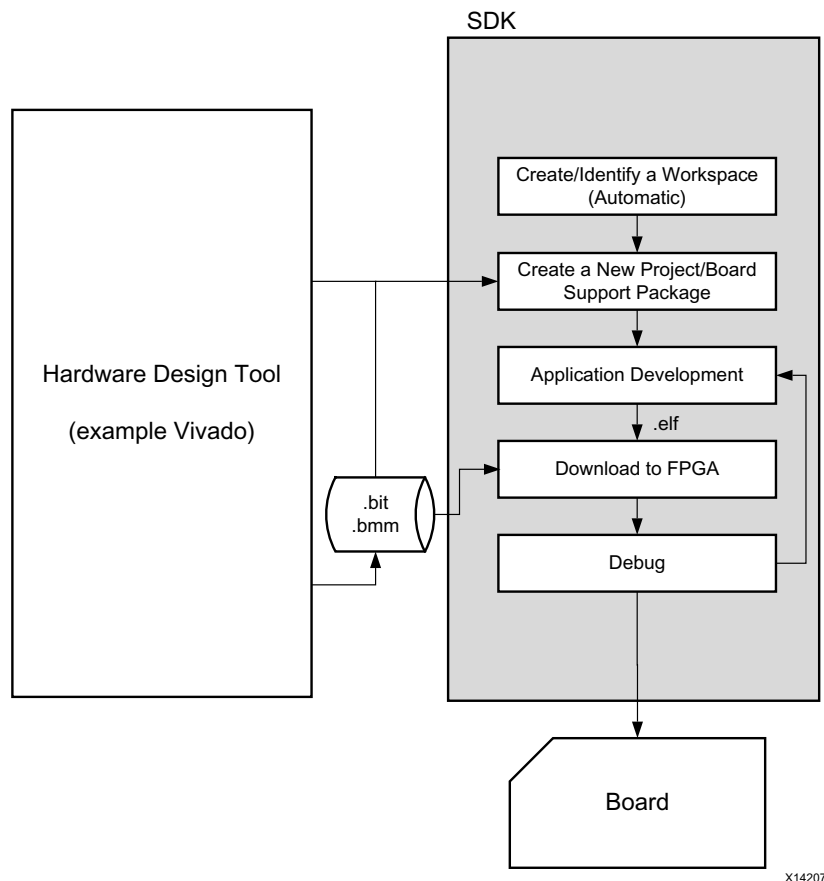 SDK
Hardware Design Tool
(example Vivado)
.bit
.bmm
Create/Identify a Workspace
(Automatic)
Create a New Project/Board
Support Package
Application Development
.elf
Download to FPGA
Debug
Board
X14207